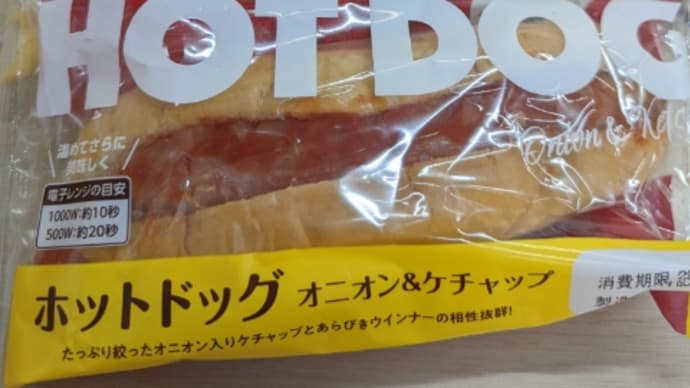 HOTDOG
Onion &
温めてさらに
美味しく
電子レンジの目安
1000W:約10秒
500W:約20秒
ホットドッグ オニオン&ケチャップ
たっぷり絞ったオニオン入りケチャップとあらびきウインナーの相性抜群!
消費期限